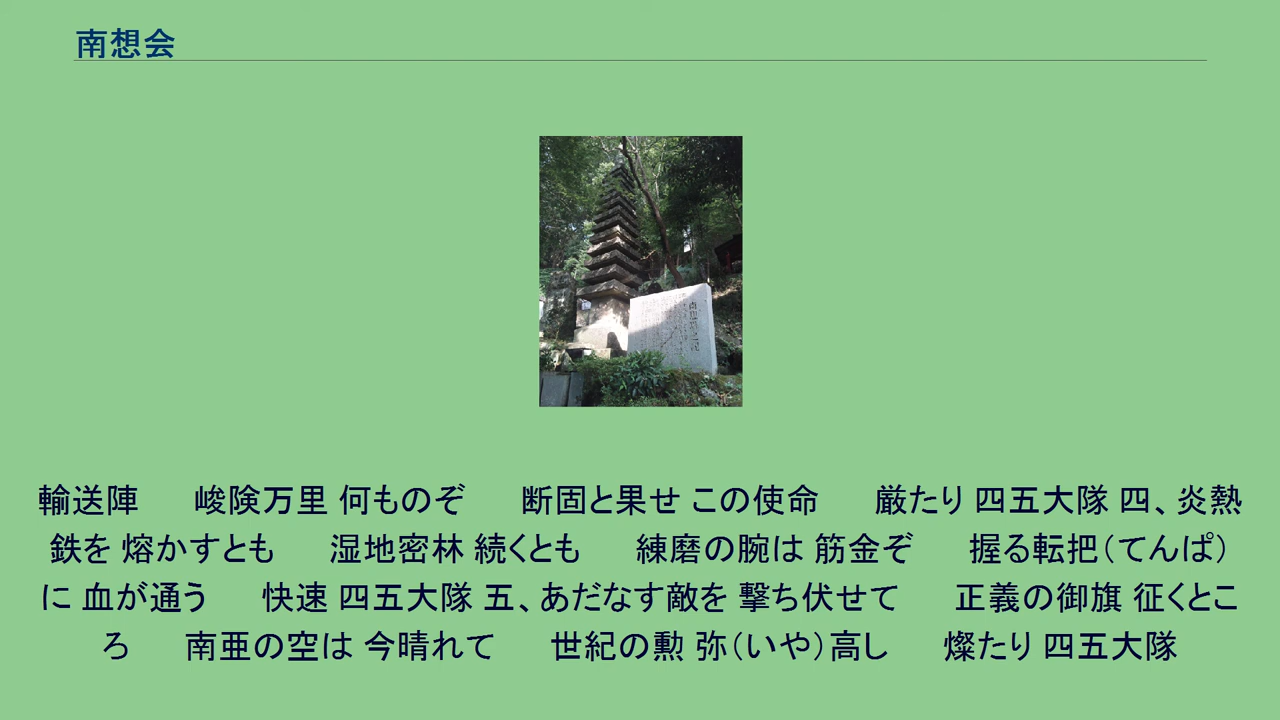 南想会
輸送陣　峻険万里 何ものぞ　断固と果せ この使命　厳たり 四五大隊 四、炎熱
鉄を 熔かすとも　湿地密林 続くとも　練磨の腕は 筋金ぞ　握る転把（てんぱ）
に 血が通う　快速 四五大隊 五、あだなす敵を 撃ち伏せて　正義の御旗 征くとこ
ろ　南亜の空は 今晴れて　世紀の勲 弥（いや）高し　燦たり 四五大隊